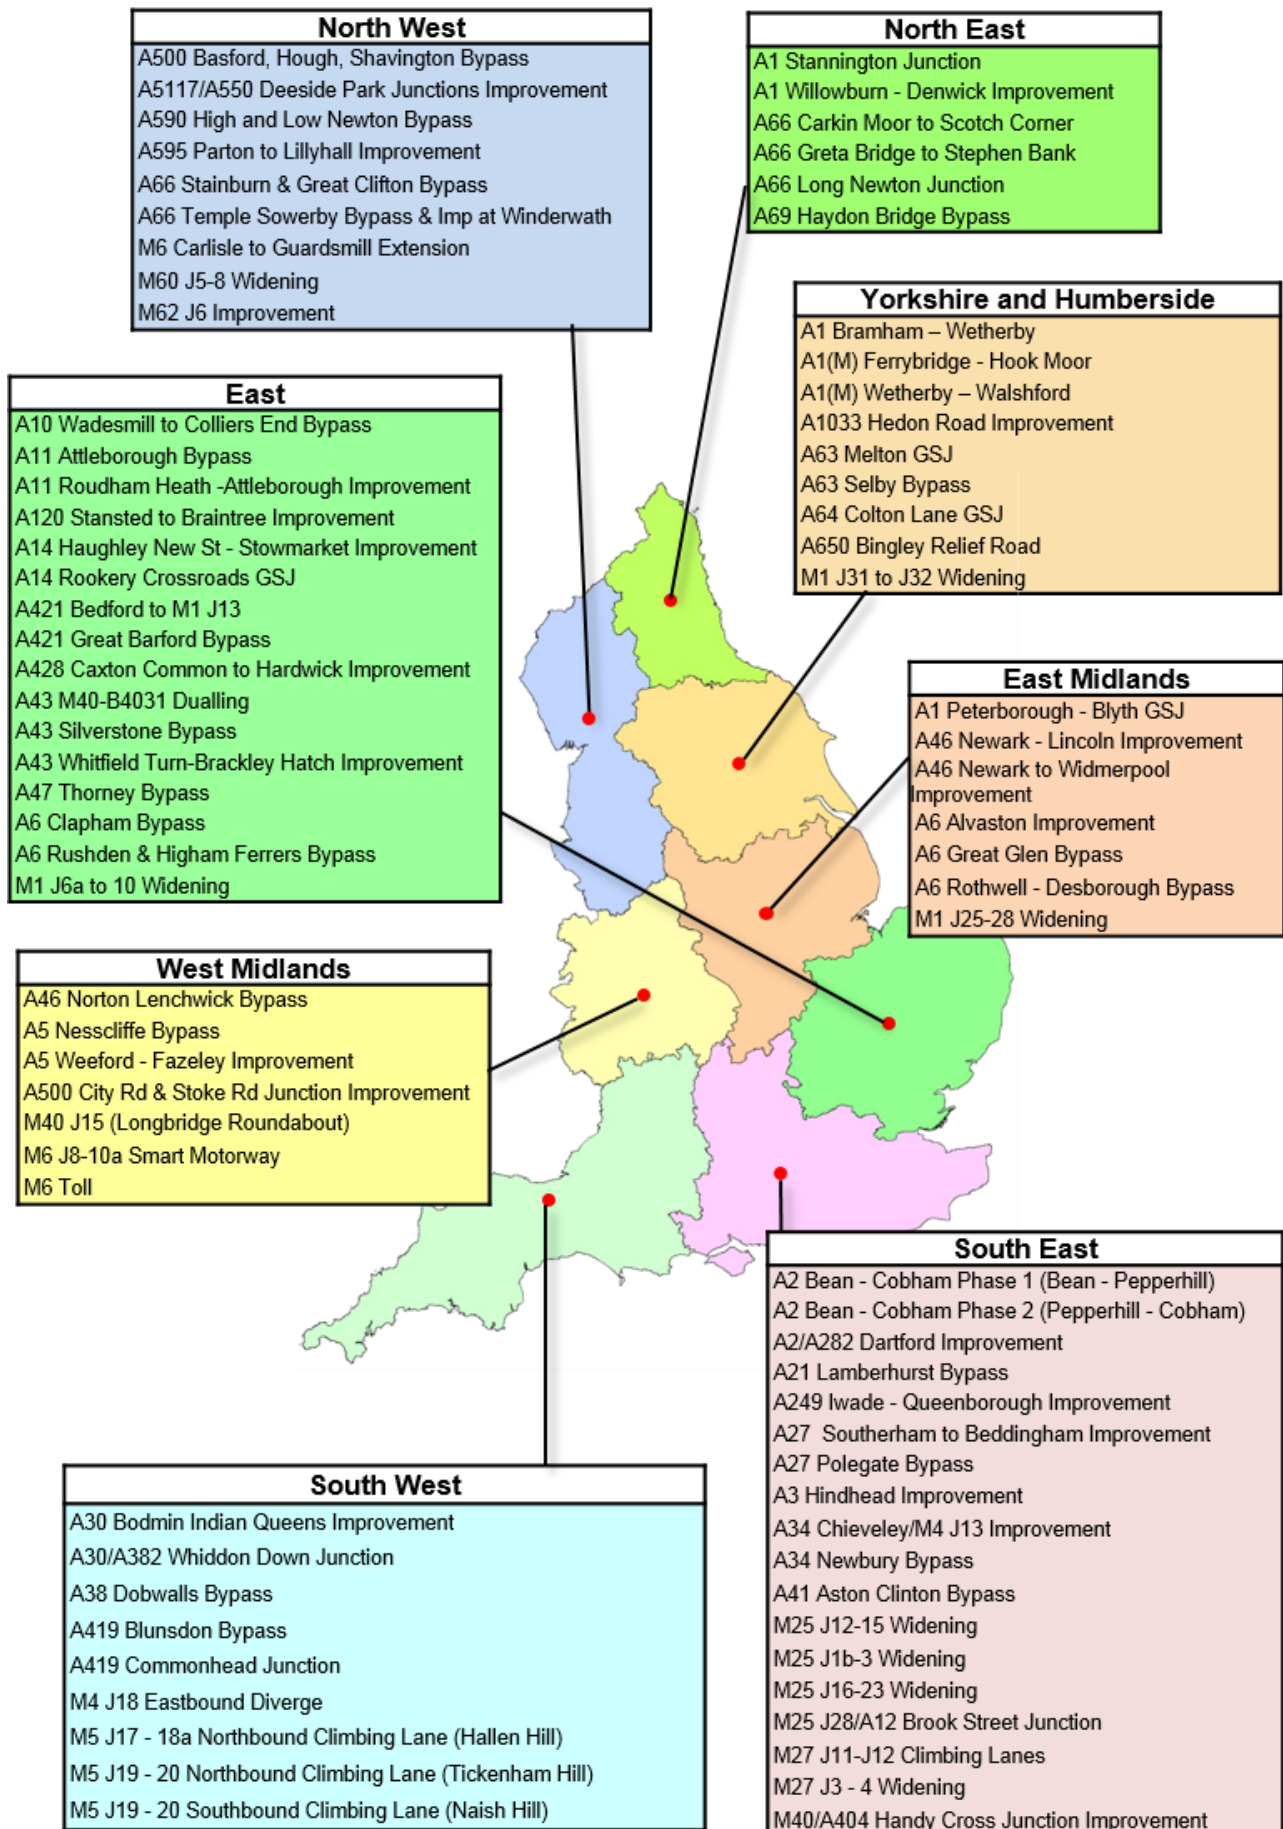 North West
A500 Basford, Hough, Shavington Bypass
A5117/A550 Deeside Park Junctions Improvement
A590 High and Low Newton Bypass
A595 Parton to Lillyhall Improvement
A66 Stainburn & Great Clifton Bypass
A66 Temple Sowerby Bypass & Imp at Winderwath
M6 Carlisle to Guardsmill Extension
M60 J5-8 Widening
M62 J6 Improvement
North East
A1 Stannington Junction
A1 Willowburn - Denwick Improvement
A66 Carkin Moor to Scotch Corner
A66 Greta Bridge to Stephen Bank
A66 Long Newton Junction
A69 Haydon Bridge Bypass
Yorkshire and Humberside
A1 Bramham – Wetherby
A1(M) Ferrybridge - Hook Moor
A1(M) Wetherby – Walshford
A1033 Hedon Road Improvement
A63 Melton GSJ
A63 Selby Bypass
A64 Colton Lane GSJ
A650 Bingley Relief Road
M1 J31 to J32 Widening
East
A10 Wadesmill to Colliers End Bypass
A11 Attleborough Bypass
A11 Roudham Heath -Attleborough Improvement
A120 Stansted to Braintree Improvement
A14 Haughley New St - Stowmarket Improvement
A14 Rookery Crossroads GSJ
A421 Bedford to M1 J13
A421 Great Barford Bypass
A428 Caxton Common to Hardwick Improvement
A43 M40-B4031 Dualling
A43 Silverstone Bypass
A43 Whitfield Turn-Brackley Hatch Improvement
A47 Thorney Bypass
A6 Clapham Bypass
A6 Rushden & Higham Ferrers Bypass
M1 J6a to 10 Widening
East Midlands
A1 Peterborough - Blyth GSJ
A46 Newark - Lincoln Improvement
A46 Newark to Widmerpool
Improvement
A6 Alvaston Improvement
A6 Great Glen Bypass
A6 Rothwell - Desborough Bypass
M1 J25-28 Widening
West Midlands
A46 Norton Lenchwick Bypass
A5 Nesscliffe Bypass
A5 Weeford - Fazeley Improvement
A500 City Rd & Stoke Rd Junction Improvement
M40 J15 (Longbridge Roundabout)
M6 J8-10a Smart Motorway
M6 Toll
South East
A2 Bean - Cobham Phase 1 (Bean - Pepperhill)
A2 Bean - Cobham Phase 2 (Pepperhill - Cobham)
A2/A282 Dartford Improvement
A21 Lamberhurst Bypass
A249 Iwade - Queenborough Improvement
A27 Southerham to Beddingham Improvement
A27 Polegate Bypass
A3 Hindhead Improvement
A34 Chieveley/M4 J13 Improvement
A34 Newbury Bypass
A41 Aston Clinton Bypass
M25 J12-15 Widening
M25 J1b-3 Widening
M25 J16-23 Widening
M25 J28/A12 Brook Street Junction
M27 J11-J12 Climbing Lanes
M27 J3 - 4 Widening
M40/A404 Handy Cross Junction Improvement
South West
A30 Bodmin Indian Queens Improvement
A30/A382 Whiddon Down Junction
A38 Dobwalls Bypass
A419 Blunsdon Bypass
A419 Commonhead Junction
M4 J18 Eastbound Diverge
M5 J17 - 18a Northbound Climbing Lane (Hallen Hill)
M5 J19 - 20 Northbound Climbing Lane (Tickenham Hill)
M5 J19 - 20 Southbound Climbing Lane (Naish Hill)